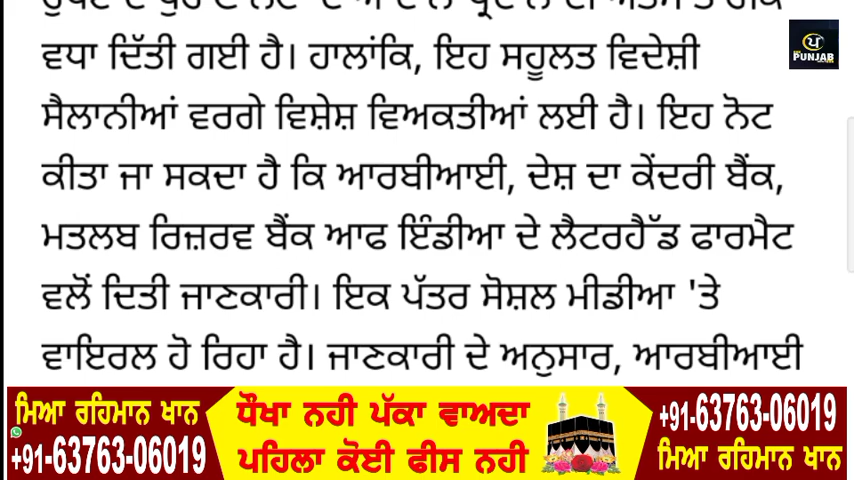 ਵਧਾ ਦਿੱਤੀ ਗਈ ਹੈ। ਹਾਲਾਂਕਿ, ਇਹ ਸਹੂਲਤ ਵਿਦੇਸ਼ੀ
PUNJAB
ਸੈਲਾਨੀਆਂ ਵਰਗੇ ਵਿਸ਼ੇਸ਼ ਵਿਅਕਤੀਆਂ ਲਈ ਹੈ। ਇਹ ਨੋਟ
ਕੀਤਾ ਜਾ ਸਕਦਾ ਹੈ ਕਿ ਆਰਬੀਆਈ, ਦੇਸ਼ ਦਾ ਕੇਂਦਰੀ ਬੈਂਕ,
ਮਤਲਬ ਰਿਜ਼ਰਵ ਬੈਂਕ ਆਫ ਇੰਡੀਆ ਦੇ ਲੈਟਰਹੈੱਡ ਫਾਰਮੈਟ
ਵਲੋਂ ਦਿਤੀ ਜਾਣਕਾਰੀ। ਇਕ ਪੱਤਰ ਸੋਸ਼ਲ ਮੀਡੀਆ 'ਤੇ
ਵਾਇਰਲ ਹੋ ਰਿਹਾ ਹੈ। ਜਾਣਕਾਰੀ ਦੇ ਅਨੁਸਾਰ, ਆਰਬੀਆਈ
ਮਿਆ ਰਹਿਮਾਨ ਖਾਨ
+91-63763-06019
ਧੌਖਾ ਨਹੀ ਪੱਕਾ ਵਾਅਦਾ
ਪਹਿਲਾ ਕੋਈ ਫੀਸ ਨਹੀ
+91-63763-06019
ਮਿਆ ਰਹਿਮਾਨ ਖਾਨ